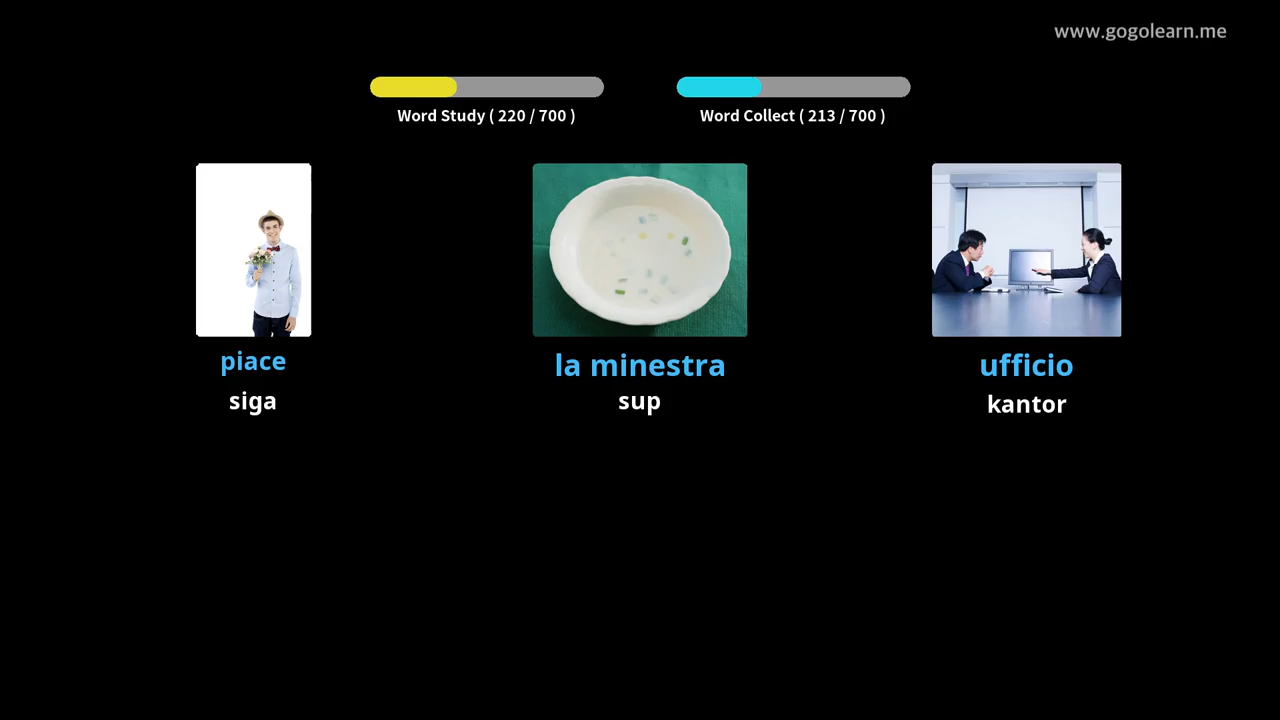 www.gogolearn.me
Word Study ( 220 / 700 )
Word Collect ( 213 / 700 )
piace
siga
la minestra
sup
ufficio
kantor